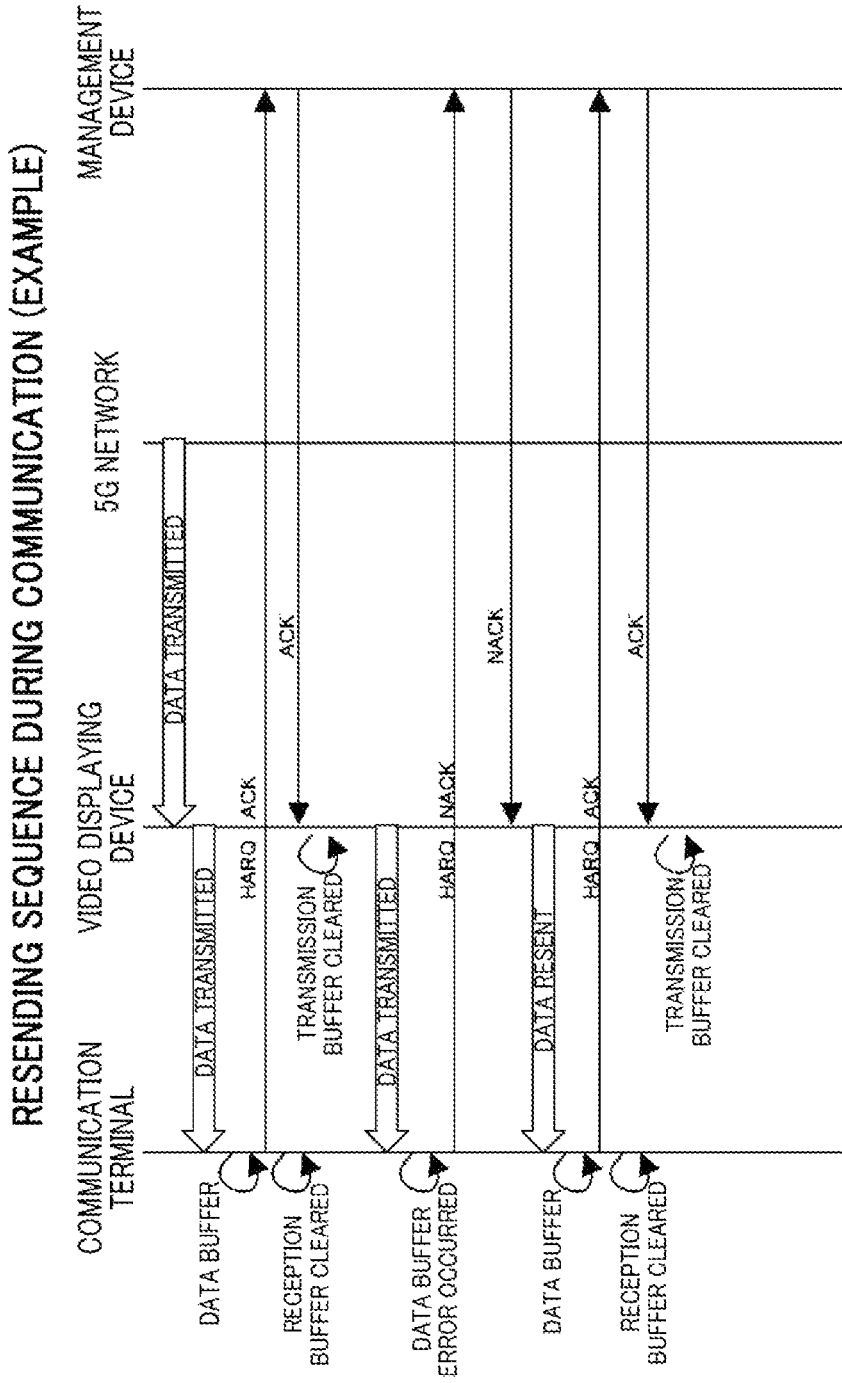 RESENDING SEQUENCE DURING COMMUNICATION (EXAMPLE)
COMMUNICATION
TERMINAL
VIDEO DISPLAYING
DEVICE
5G NETWORK
MANAGEMENT
DEVICE
DATA TRANSMITTED
DATA TRANSMITTED
DATA BUFFER
HARQ ACK
RECEPTION
BUFFER CLEARED
ACK
TRANSMISSION
BUFFER CLEARED
DATA TRANSMITTED
DATA BUFFER
ERROR OCCURRED
HARQ NACK
NACK
DATA RESENT
DATA BUFFER
HARQ ACK
RECEPTION
BUFFER CLEARED
ACK
TRANSMISSION
BUFFER CLEARED